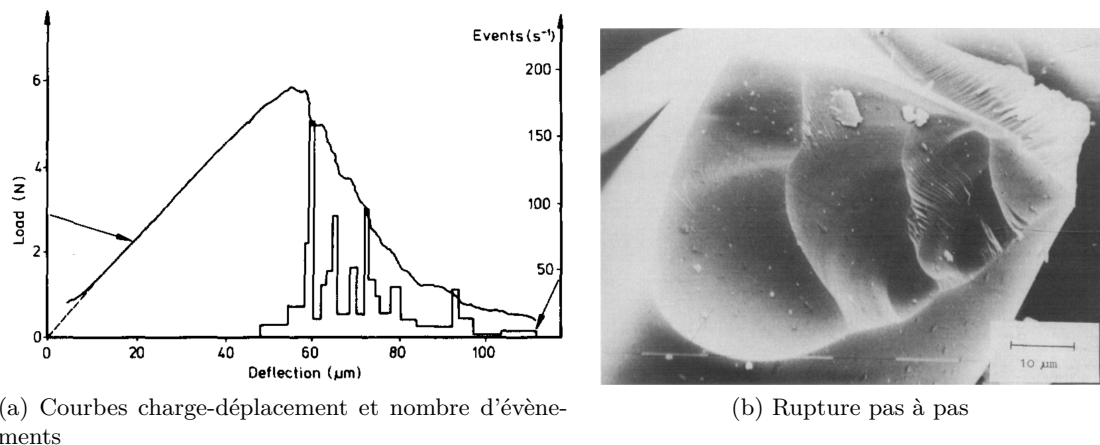 Events (s⁻¹)
200
6
150
4
100
Load (N)
2
50
0
0
20
40
60
80
100
Deflection (μm)
10 μm
(a) Courbes charge-déplacement et nombre d'évène-
ments
(b) Rupture pas à pas